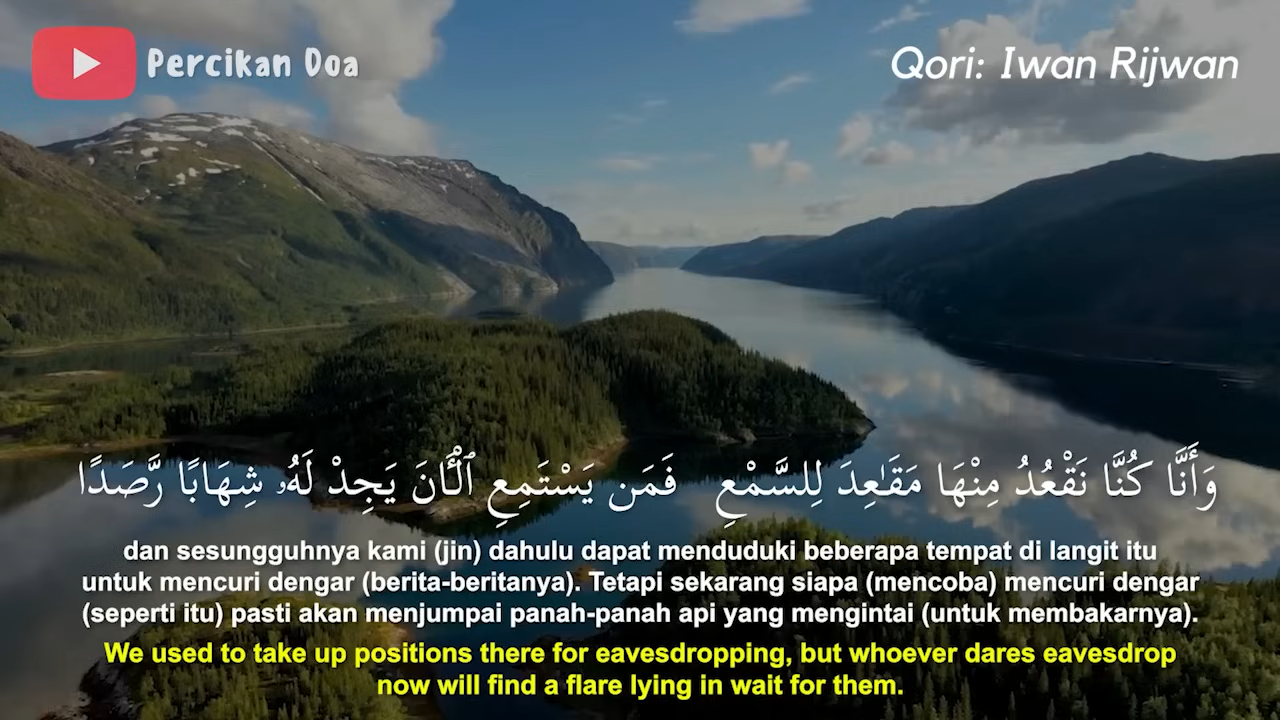 Percikan Doa
Qori: Iwan Rijwan
وَأَنَّا كُنَّا نَقْعُدُ مِنْهَا مَقَـٰعِدَ لِلسَّمْعِ فَمَن يَسْتَمِعِ ٱلْـَٔانَ يَجِدْ لَهُۥ شِهَابًا رَّصَدًا
dan sesungguhnya kami (jin) dahulu dapat menduduki beberapa tempat di langit itu
untuk mencuri dengar (berita-beritanya). Tetapi sekarang siapa (mencoba) mencuri dengar
(seperti itu) pasti akan menjumpai panah-panah api yang mengintai (untuk membakarnya).
We used to take up positions there for eavesdropping, but whoever dares eavesdrop
now will find a flare lying in wait for them.